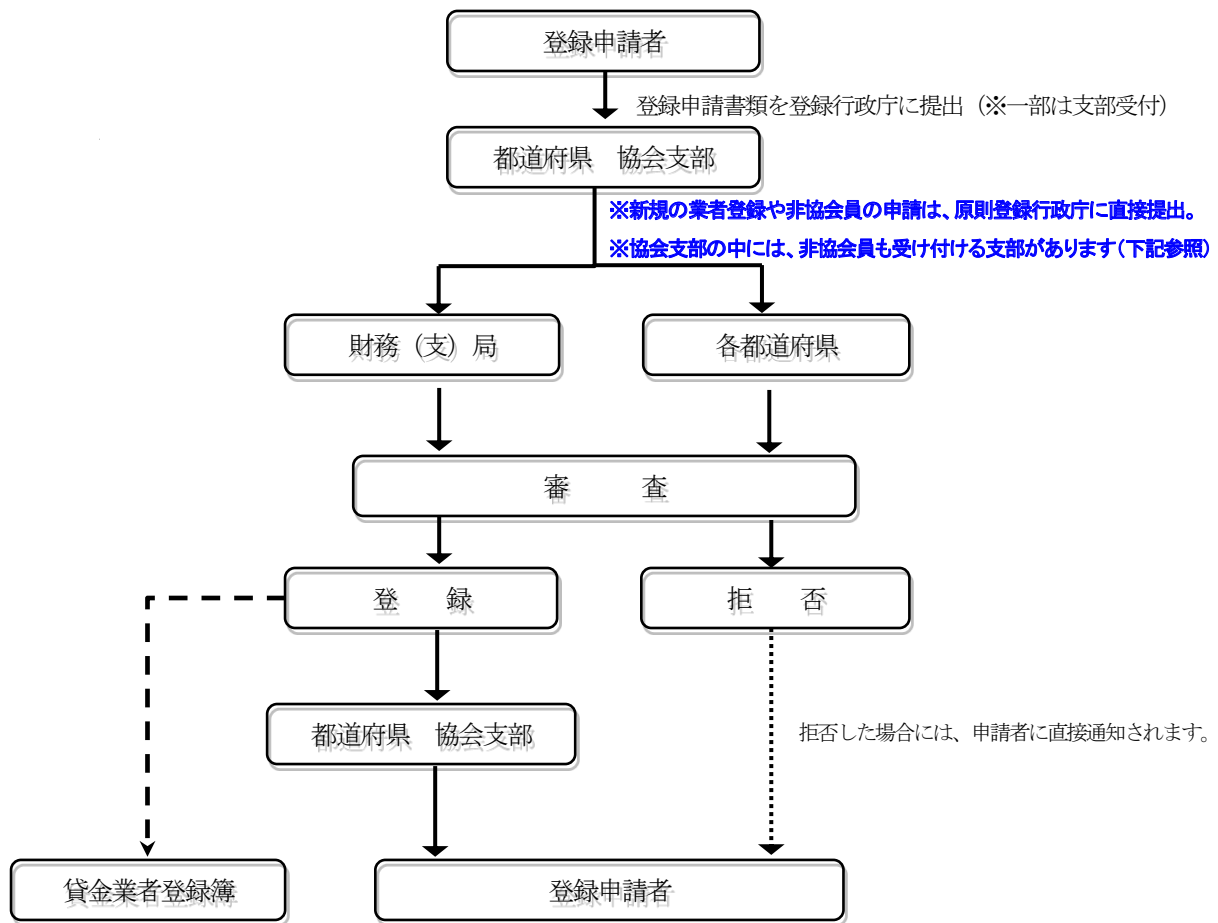 登録申請者
登録申請書類を登録行政庁に提出（※一部は支部受付）
都道府県　協会支部
※新規の業者登録や非協会員の申請は、原則登録行政庁に直接提出。
※協会支部の中には、非協会員も受け付ける支部があります（下記参照）
財務（支）局
各都道府県
審　　査
登　録
拒　否
都道府県　協会支部
拒否した場合には、申請者に直接通知されます。
貸金業者登録簿
登録申請者